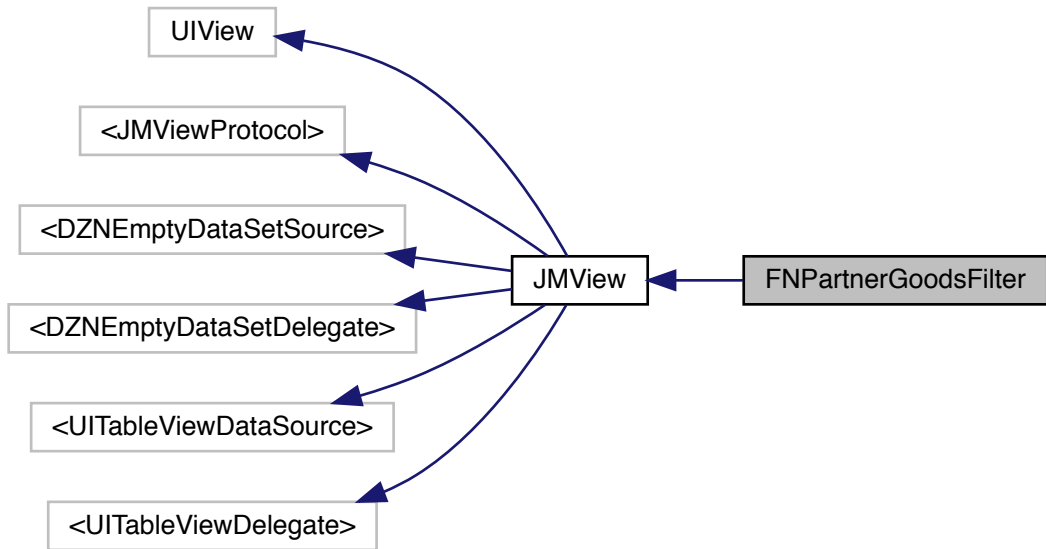 UIView
<JMViewProtocol>
<DZNEmptyDataSetSource>
<DZNEmptyDataSetDelegate>
<UITableViewDataSource>
<UITableViewDelegate>
JMView
FNPartnerGoodsFilter